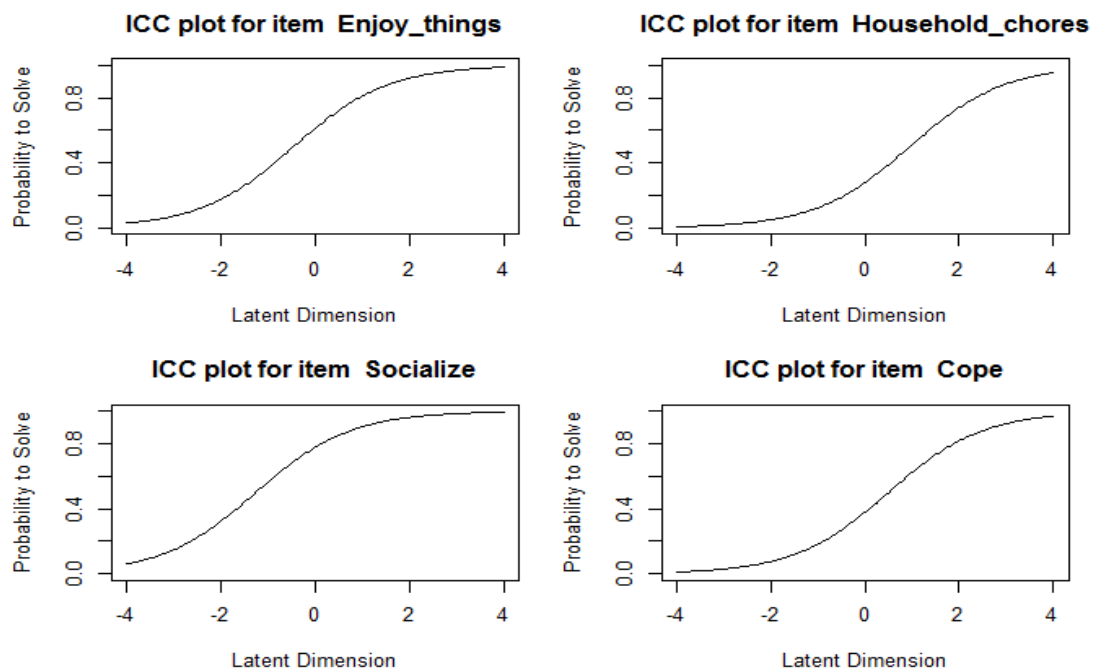 ICC plot for item  Enjoy_things
Probability to Solve
0.8
0.4
0.0
-4 -2 0 2 4
Latent Dimension
ICC plot for item  Household_chores
Probability to Solve
0.8
0.4
0.0
-4 -2 0 2 4
Latent Dimension
ICC plot for item  Socialize
Probability to Solve
0.8
0.4
0.0
-4 -2 0 2 4
Latent Dimension
ICC plot for item  Cope
Probability to Solve
0.8
0.4
0.0
-4 -2 0 2 4
Latent Dimension